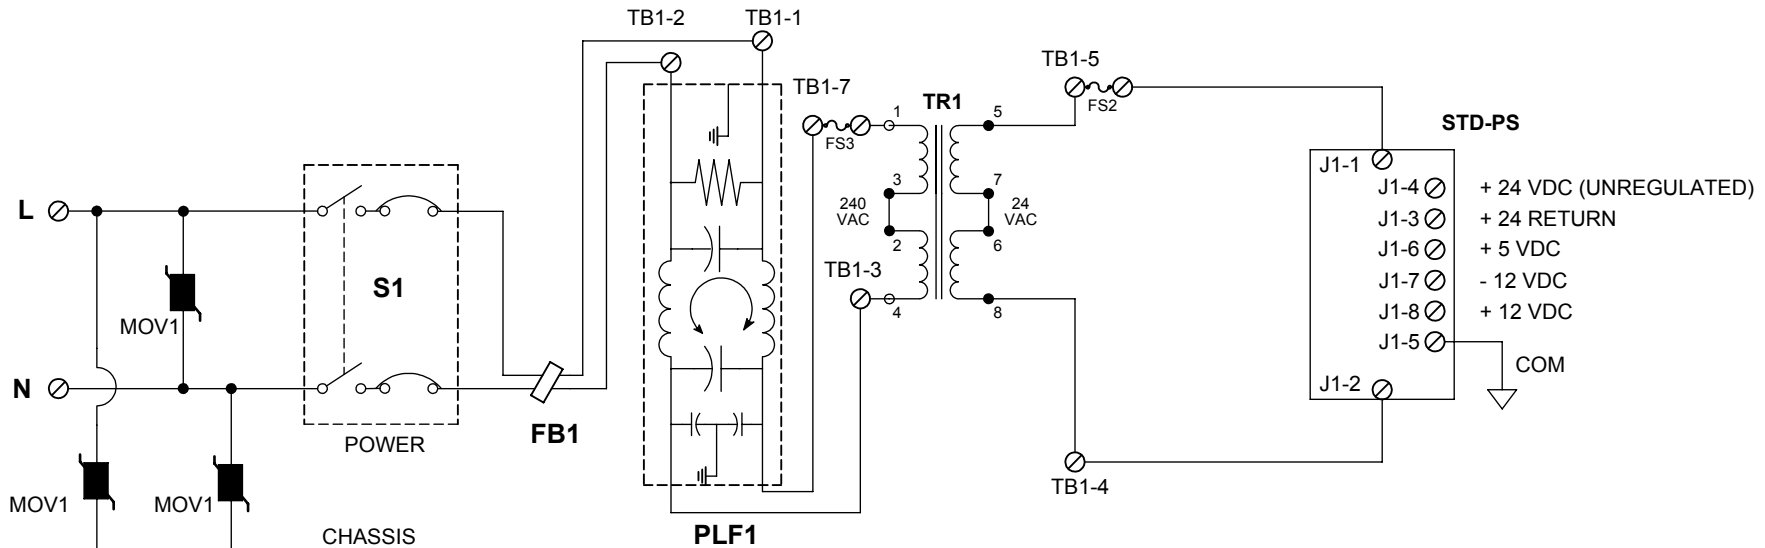 TB1-2
TB1-1
TB1-7
TR1
TB1-5
FS2
STD-PS
1
5
FS3
J1-1
J1-4
+ 24 VDC (UNREGULATED)
3
7
L
240
VAC
24
VAC
J1-3
+ 24 RETURN
2
6
J1-6
+ 5 VDC
TB1-3
S1
J1-7
- 12 VDC
MOV1
4
8
J1-8
+ 12 VDC
J1-5
COM
N
J1-2
POWER
FB1
MOV1
MOV1
TB1-4
CHASSIS
PLF1